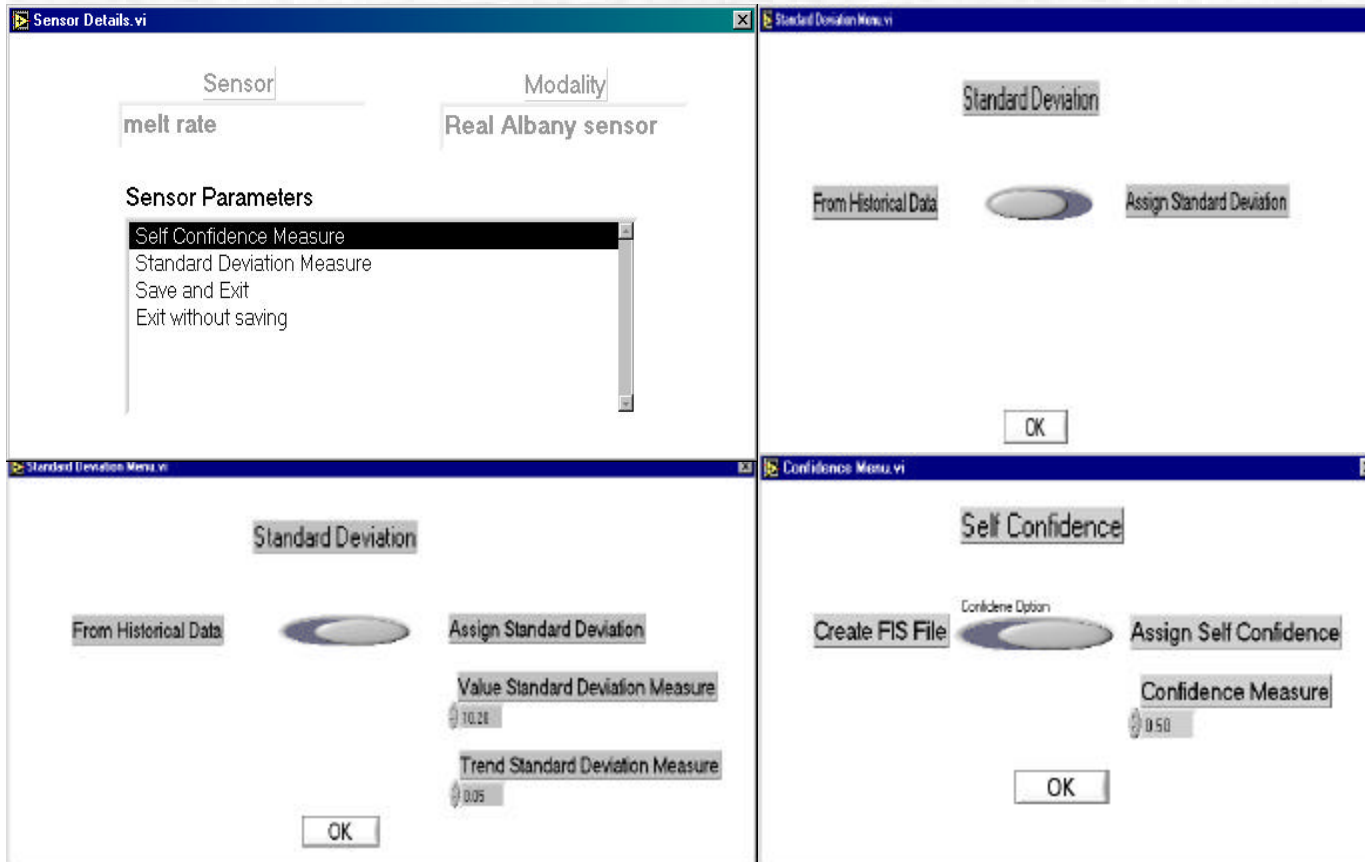 Sensor Details.vi
Sensor
Modality
melt rate
Real Albany sensor
Sensor Parameters
Self Confidence Measure
Standard Deviation Measure
Save and Exit
Exit without saving
Standard Deviation Menu.vi
Standard Deviation
From Historical Data
Assign Standard Deviation
OK
Standard Deviation Menu.vi
Standard Deviation
From Historical Data
Assign Standard Deviation
Value Standard Deviation Measure
10.20
Trend Standard Deviation Measure
0.05
OK
Confidence Menu.vi
Self Confidence
Confidene Option
Create FIS File
Assign Self Confidence
Confidence Measure
0.50
OK